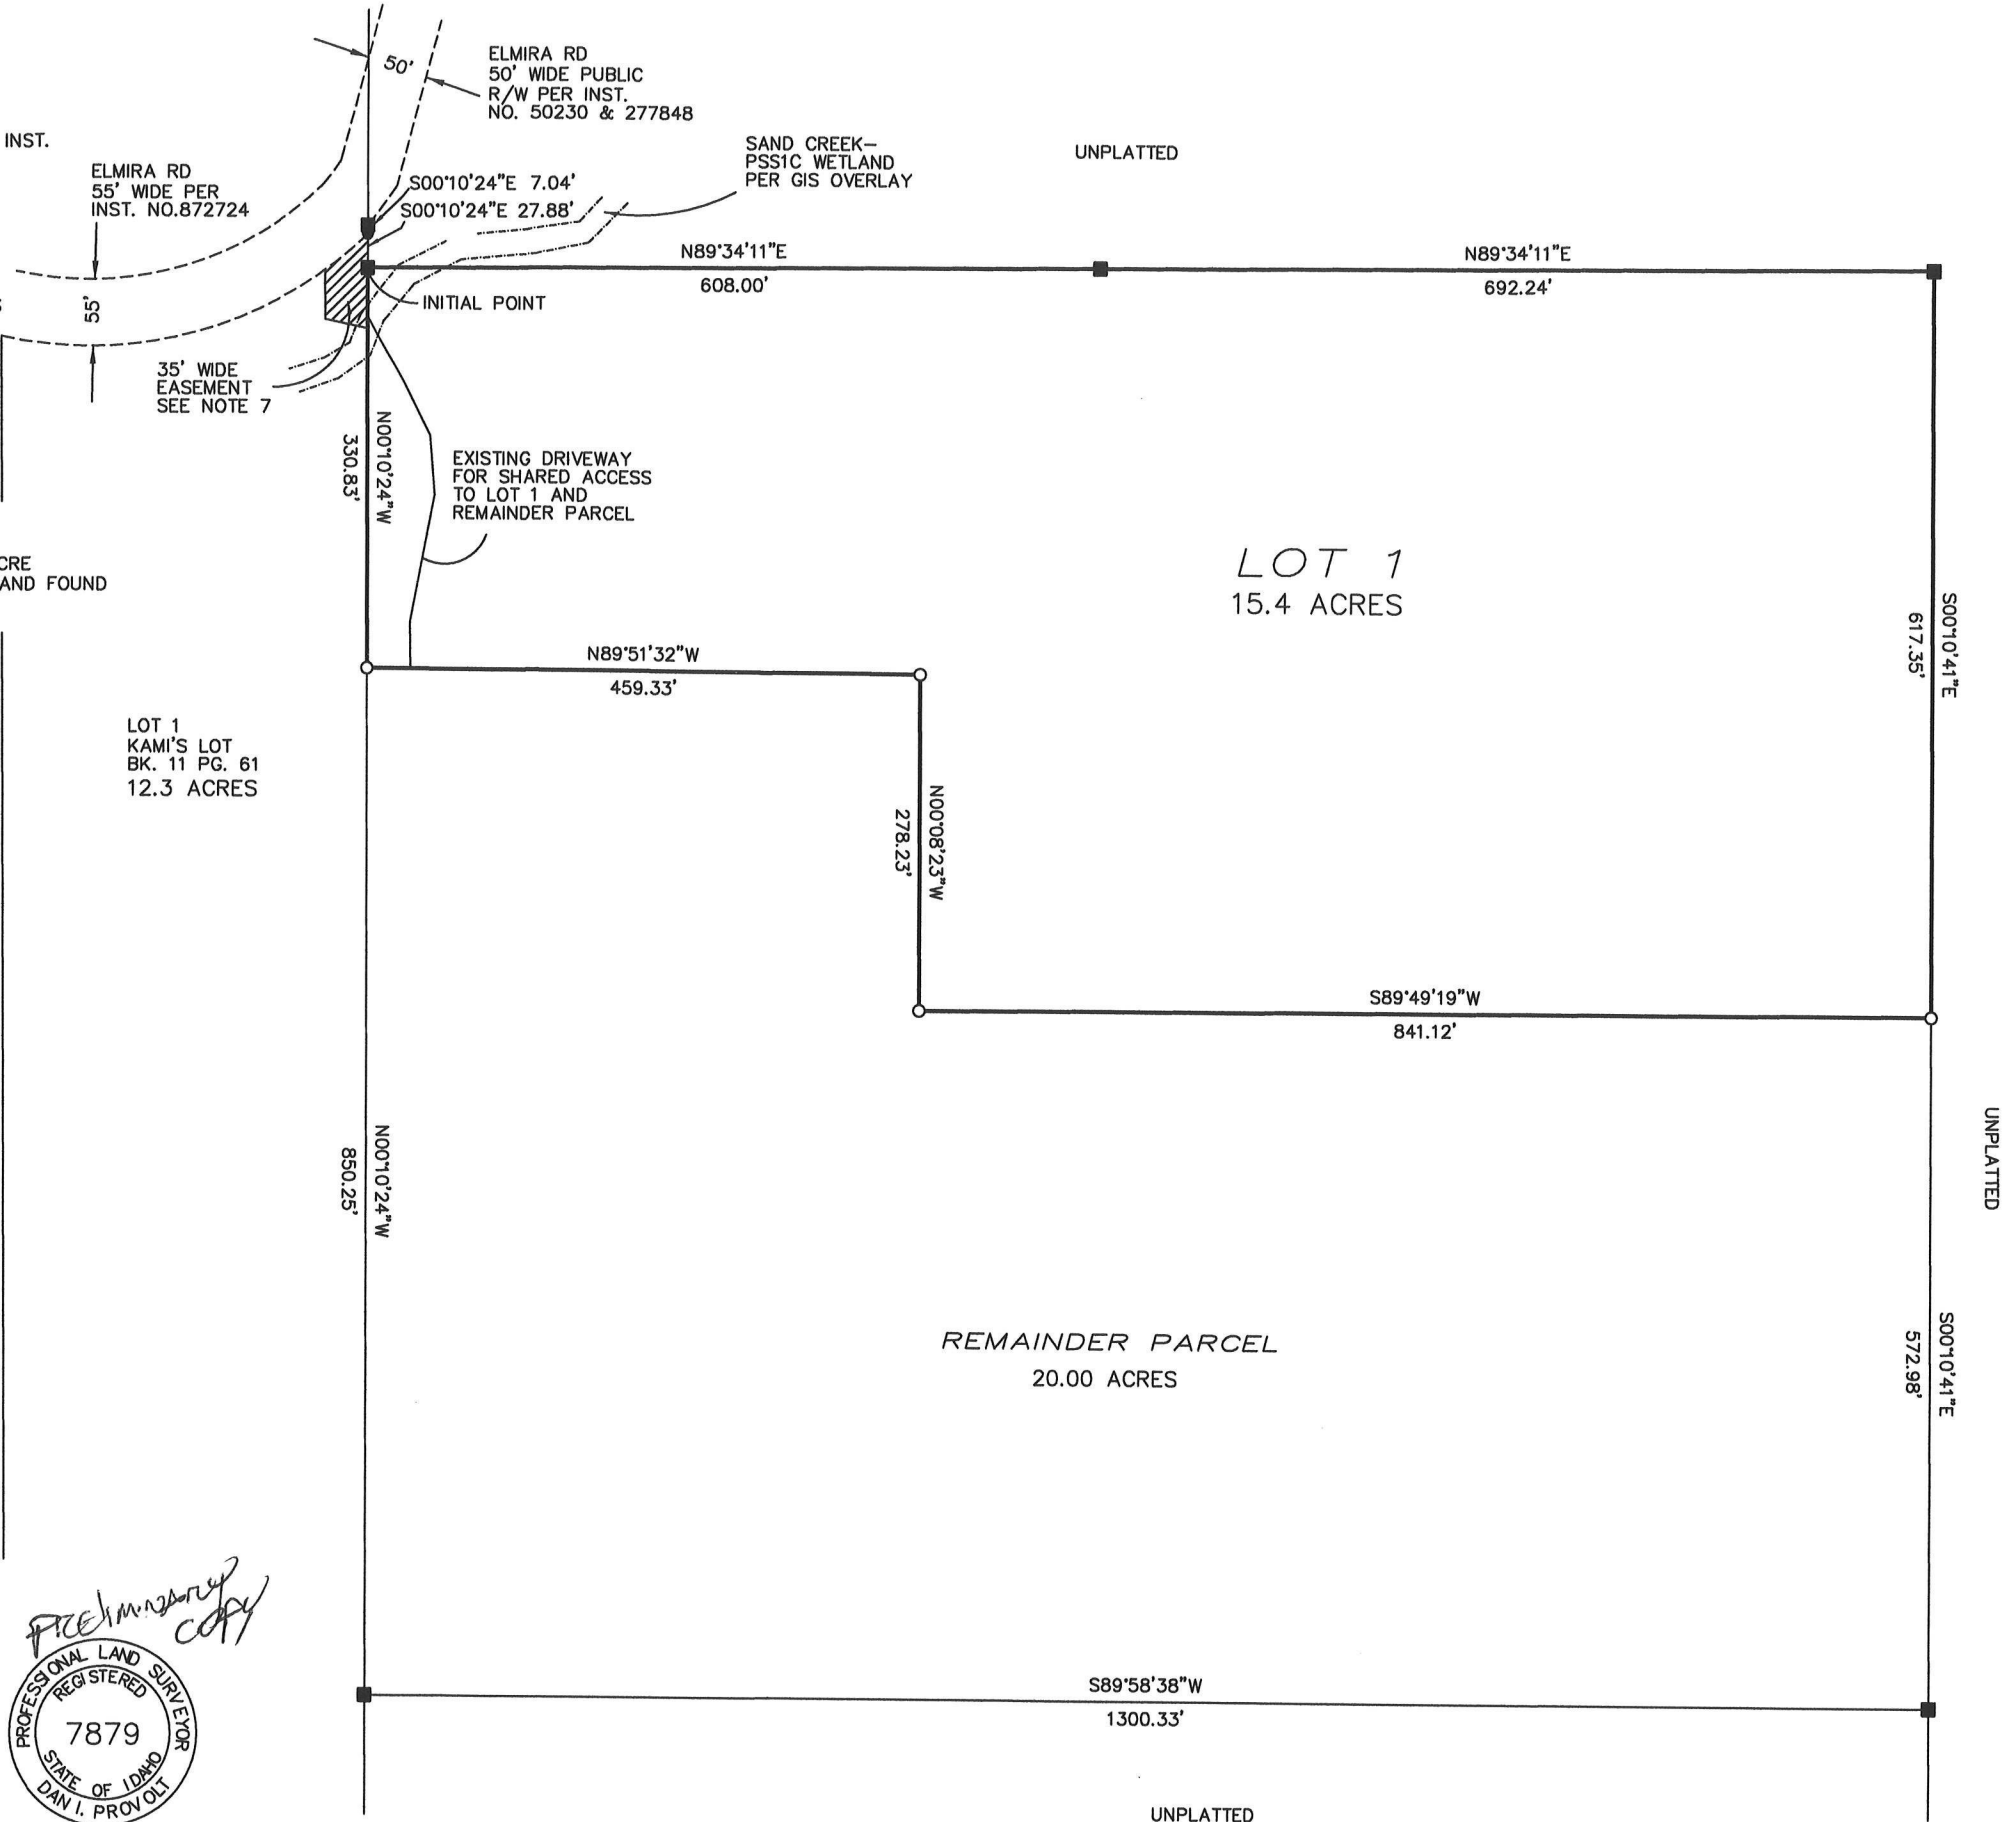 50'
ELMIRA RD
50' WIDE PUBLIC
R/W PER INST.
NO. 50230 & 277848
INST.
ELMIRA RD
55' WIDE PER
INST. NO.872724
SAND CREEK-
PSS1C WETLAND
PER GIS OVERLAY
UNPLATTED
S00°10'24"E 7.04'
S00°10'24"E 27.88'
N89°34'11"E
608.00'
N89°34'11"E
692.24'
INITIAL POINT
55'
35' WIDE
EASEMENT
SEE NOTE 7
N00°10'24"W
330.83'
EXISTING DRIVEWAY
FOR SHARED ACCESS
TO LOT 1 AND
REMAINDER PARCEL
CRE
AND FOUND
LOT 1
15.4 ACRES
S00°10'41"E
617.35'
N89°51'32"W
459.33'
LOT 1
KAMI'S LOT
BK. 11 PG. 61
12.3 ACRES
N00°08'23"W
278.23'
S89°49'19"W
841.12'
UNPLATTED
N00°10'24"W
850.25'
REMAINDER PARCEL
20.00 ACRES
S00°10'41"E
572.98'
Preliminary
copy
PROFESSIONAL LAND SURVEYOR
REGISTERED
7879
STATE OF IDAHO
DAN I. PROVOLT
S89°58'38"W
1300.33'
UNPLATTED